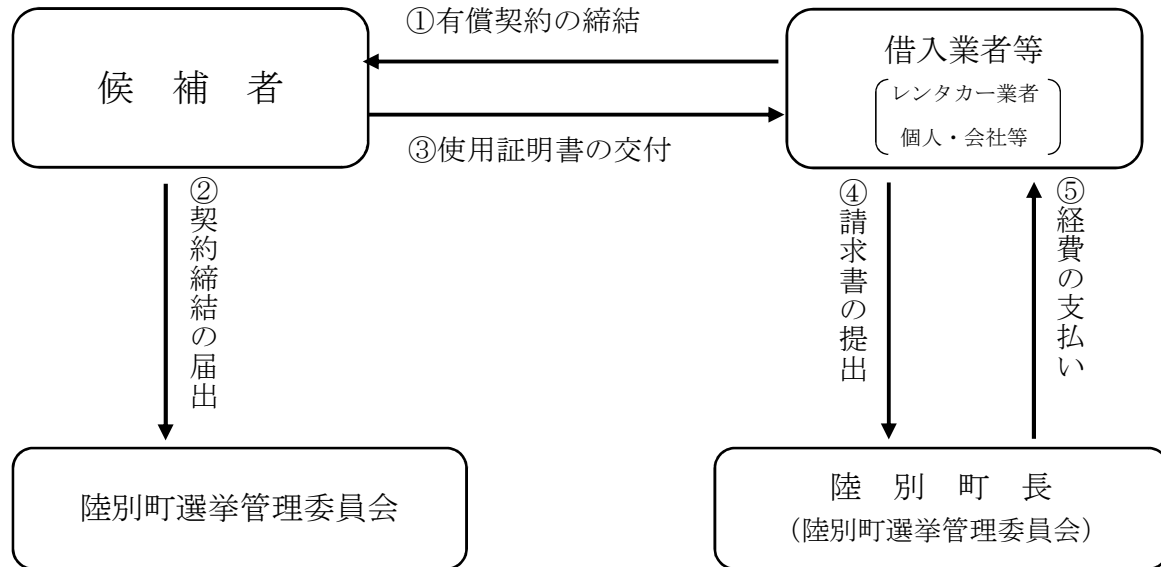 ①有償契約の締結
候　補　者
借入業者等
レンタカー業者
個人・会社等
③使用証明書の交付
②契約締結の届出
④請求書の提出
⑤経費の支払い
陸別町選挙管理委員会
陸　別　町　長
（陸別町選挙管理委員会）